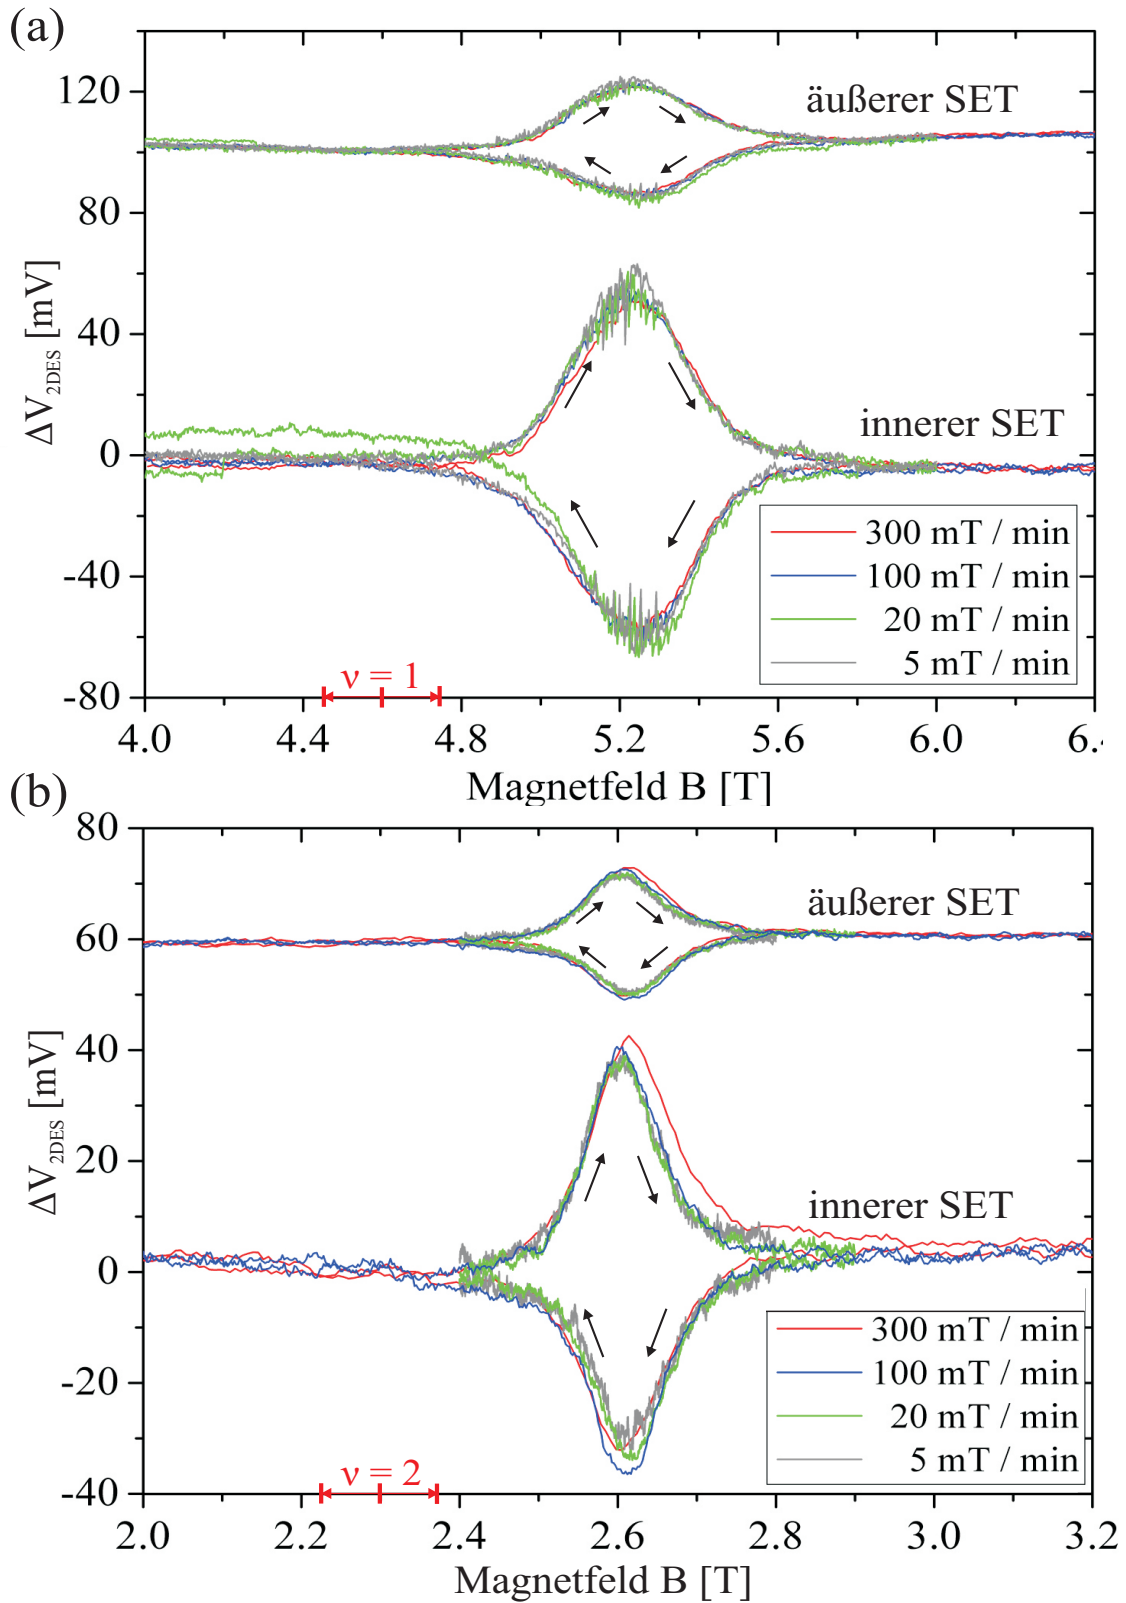 (a)
120
80
40
0
-40
-80
ΔV2DES [mV]
äußerer SET
innerer SET
300 mT / min
100 mT / min
20 mT / min
5 mT / min
ν = 1
4.0 4.4 4.8 5.2 5.6 6.0 6.
Magnetfeld B [T]
(b)
80
60
40
20
0
-20
-40
ΔV2DES [mV]
äußerer SET
innerer SET
300 mT / min
100 mT / min
20 mT / min
5 mT / min
ν = 2
2.0 2.2 2.4 2.6 2.8 3.0 3.2
Magnetfeld B [T]